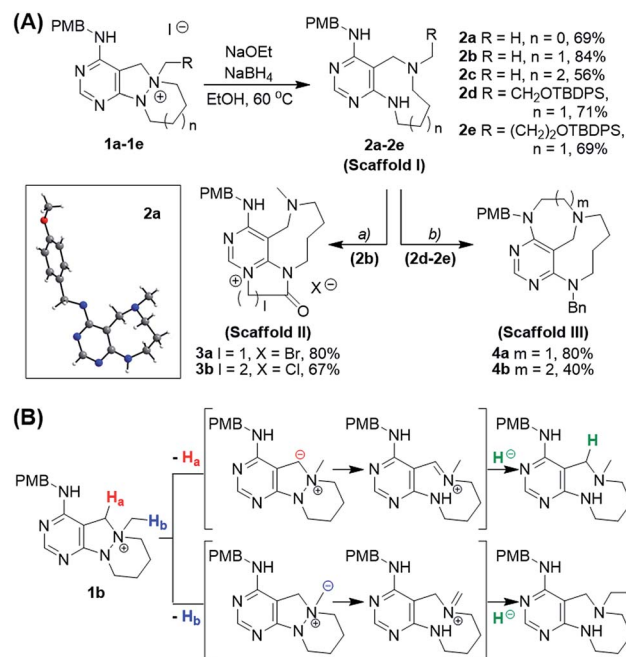 (A)
PMB
NH
I⊖
R
N
N
N
N
⊕
( )n
1a-1e
NaOEt
NaBH4
EtOH, 60 °C
PMB
NH
R
N
N
N
NH
( )n
2a-2e
(Scaffold I)
2a R = H, n = 0, 69%
2b R = H, n = 1, 84%
2c R = H, n = 2, 56%
2d R = CH2OTBDPS,
n = 1, 71%
2e R = (CH2)2OTBDPS,
n = 1, 69%
2a
PMB
NH
N
N
N
⊕
N
( )l
O
X⊖
(Scaffold II)
3a l = 1, X = Br, 80%
3b l = 2, X = Cl, 67%
a)
(2b)
b)
(2d-2e)
PMB
N
( )m
N
N
N
N
Bn
(Scaffold III)
4a m = 1, 80%
4b m = 2, 40%
(B)
PMB
NH
Ha
Hb
N
N
N
N
⊕
1b
- Ha
PMB
NH
⊖
N
N
N
N
⊕
PMB
NH
N
N
N
H
N
⊕
H⊖
PMB
NH
H
N
N
N
NH
- Hb
PMB
NH
⊖
N
N
N
N
⊕
PMB
NH
N
N
N
H
N
⊕
H⊖
PMB
NH
N
N
N
NH